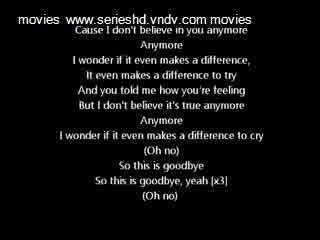 movies  www.serieshd.vndv.com movies
Cause I don't believe in you anymore
Anymore
I wonder if it even makes a difference,
It even makes a difference to try
And you told me how you're feeling
But I don't believe it's true anymore
Anymore
I wonder if it even makes a difference to cry
(Oh no)
So this is goodbye
So this is goodbye, yeah [x3]
(Oh no)